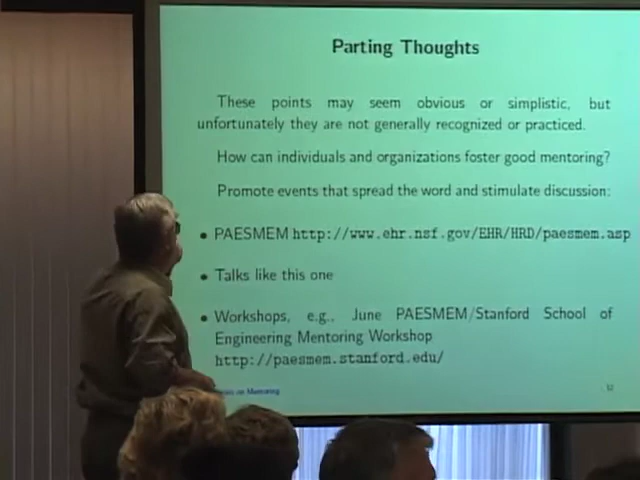 Parting Thoughts
These points may seem obvious or simplistic, but
unfortunately they are not generally recognized or practiced.
How can individuals and organizations foster good mentoring?
Promote events that spread the word and stimulate discussion:
• PAESMEM http://www.ehr.nsf.gov/EHR/HRD/paesmem.asp
• Talks like this one
• Workshops, e.g., June PAESMEM/Stanford School of
Engineering Mentoring Workshop
http://paesmem.stanford.edu/
on Mentoring